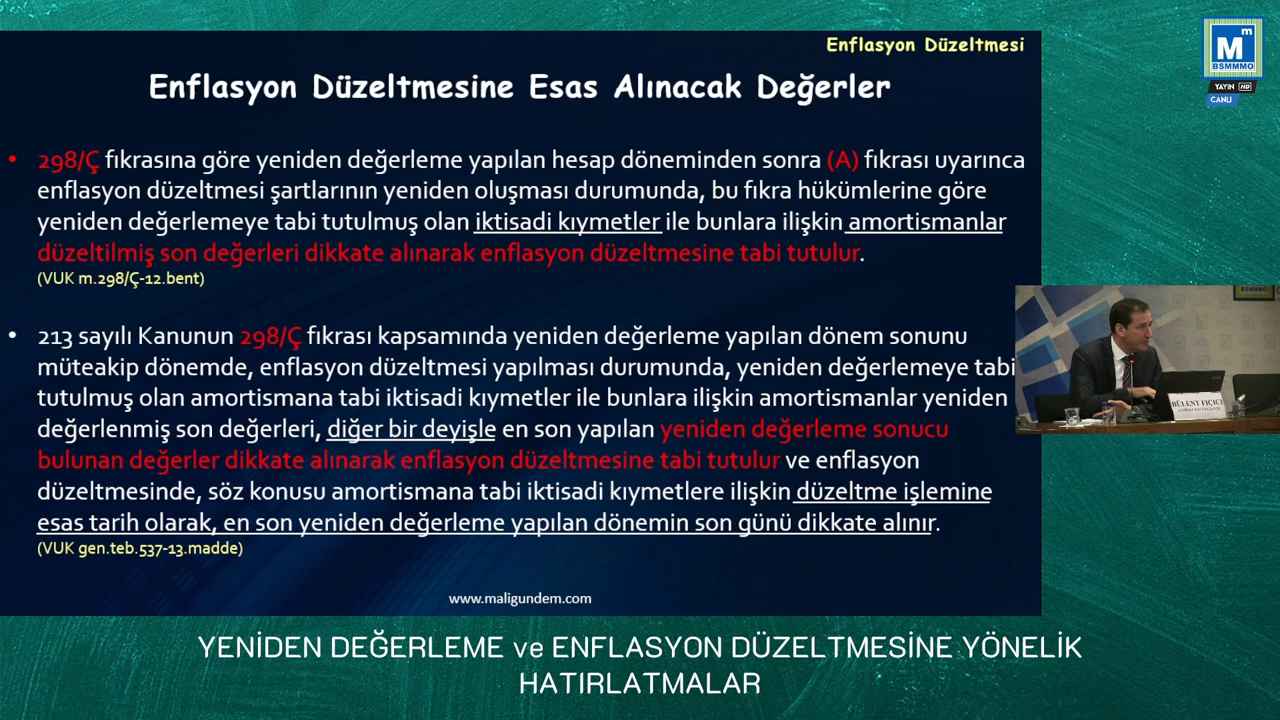 Enflasyon Düzeltmesi
Enflasyon Düzeltmesine Esas Alınacak Değerler
• 298/Ç fıkrasına göre yeniden değerleme yapılan hesap döneminden sonra (A) fıkrası uyarınca
enflasyon düzeltmesi şartlarının yeniden oluşması durumunda, bu fıkra hükümlerine göre
yeniden değerlemeye tabi tutulmuş olan iktisadi kıymetler ile bunlara ilişkin amortismanlar
düzeltilmiş son değerleri dikkate alınarak enflasyon düzeltmesine tabi tutulur.
(VUK m.298/Ç-12.bent)
• 213 sayılı Kanunun 298/Ç fıkrası kapsamında yeniden değerleme yapılan dönem sonunu
müteakip dönemde, enflasyon düzeltmesi yapılması durumunda, yeniden değerlemeye tabi
tutulmuş olan amortismana tabi iktisadi kıymetler ile bunlara ilişkin amortismanlar yeniden
değerlenmiş son değerleri, diğer bir deyişle en son yapılan yeniden değerleme sonucu
bulunan değerler dikkate alınarak enflasyon düzeltmesine tabi tutulur ve enflasyon
düzeltmesinde, söz konusu amortismana tabi iktisadi kıymetlere ilişkin düzeltme işlemine
esas tarih olarak, en son yeniden değerleme yapılan dönemin son günü dikkate alınır.
(VUK gen.teb.537-13.madde)
www.maligundem.com
M m
BSMMMO
YAYIN HD
CANLI
BSMMMO
BÜLENT FIÇICI
YENİDEN DEĞERLEME ve ENFLASYON DÜZELTMESİNE YÖNELİK
HATIRLATMALAR